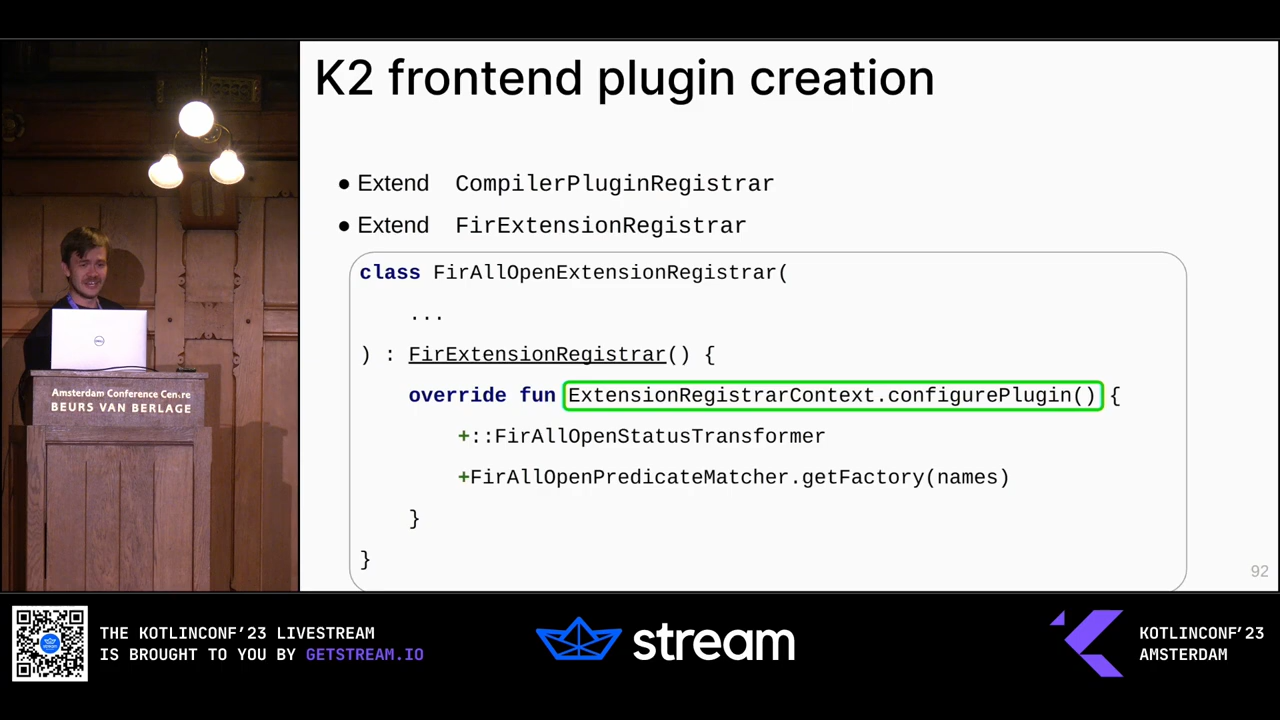 K2 frontend plugin creation
● Extend CompilerPluginRegistrar
● Extend FirExtensionRegistrar
class FirAllOpenExtensionRegistrar(
...
) : FirExtensionRegistrar() {
override fun ExtensionRegistrarContext.configurePlugin() {
+::FirAllOpenStatusTransformer
+FirAllOpenPredicateMatcher.getFactory(names)
}
}
92
Amsterdam Conference Centre
BEURS VAN BERLAGE
THE KOTLINCONF’23 LIVESTREAM
IS BROUGHT TO YOU BY GETSTREAM.IO
stream
KOTLINCONF’23
AMSTERDAM